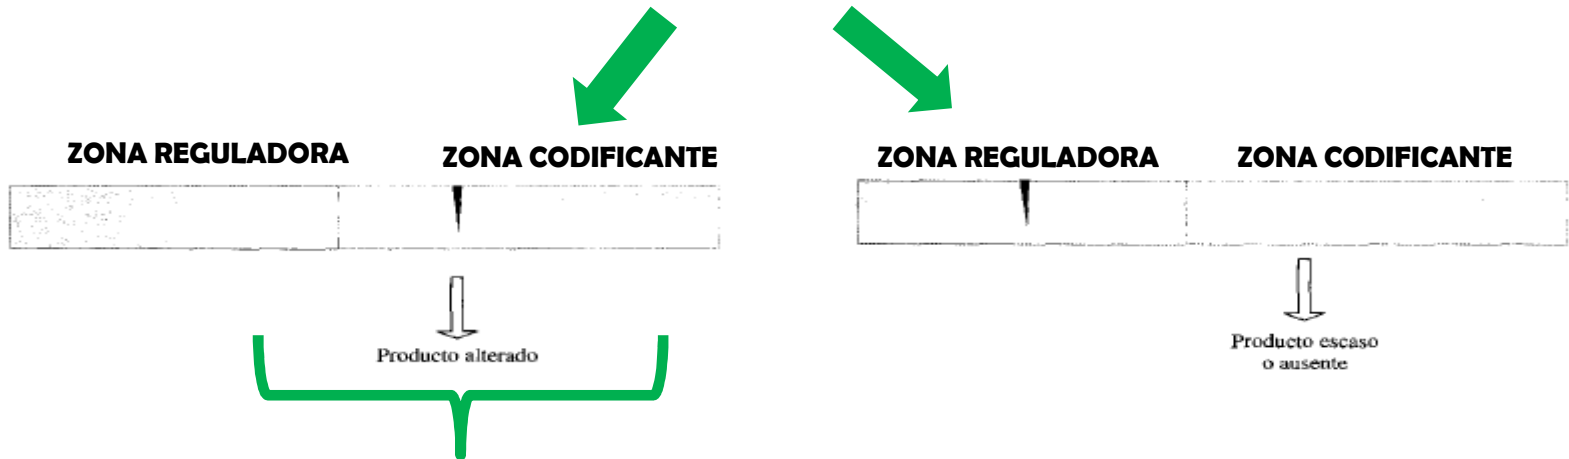 ZONA REGULADORA
ZONA CODIFICANTE
Producto alterado
ZONA REGULADORA
ZONA CODIFICANTE
Producto escaso
o ausente